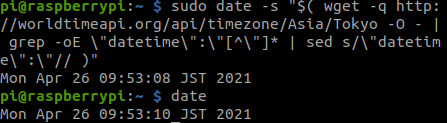 pi@raspberrypi:~ $ sudo date -s "$( wget -q http:
//worldtimeapi.org/api/timezone/Asia/Tokyo -O - |
 grep -oE \"datetime\":\"[^\"]* | sed s/\"datetim
e\":\"// )"
Mon Apr 26 09:53:08 JST 2021
pi@raspberrypi:~ $ date
Mon Apr 26 09:53:10 JST 2021